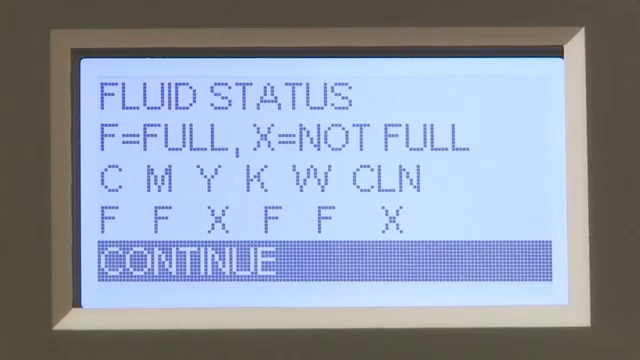 FLUID STATUS
F=FULL, X=NOT FULL
C M Y K W CLN
F F X F F X
CONTINUE